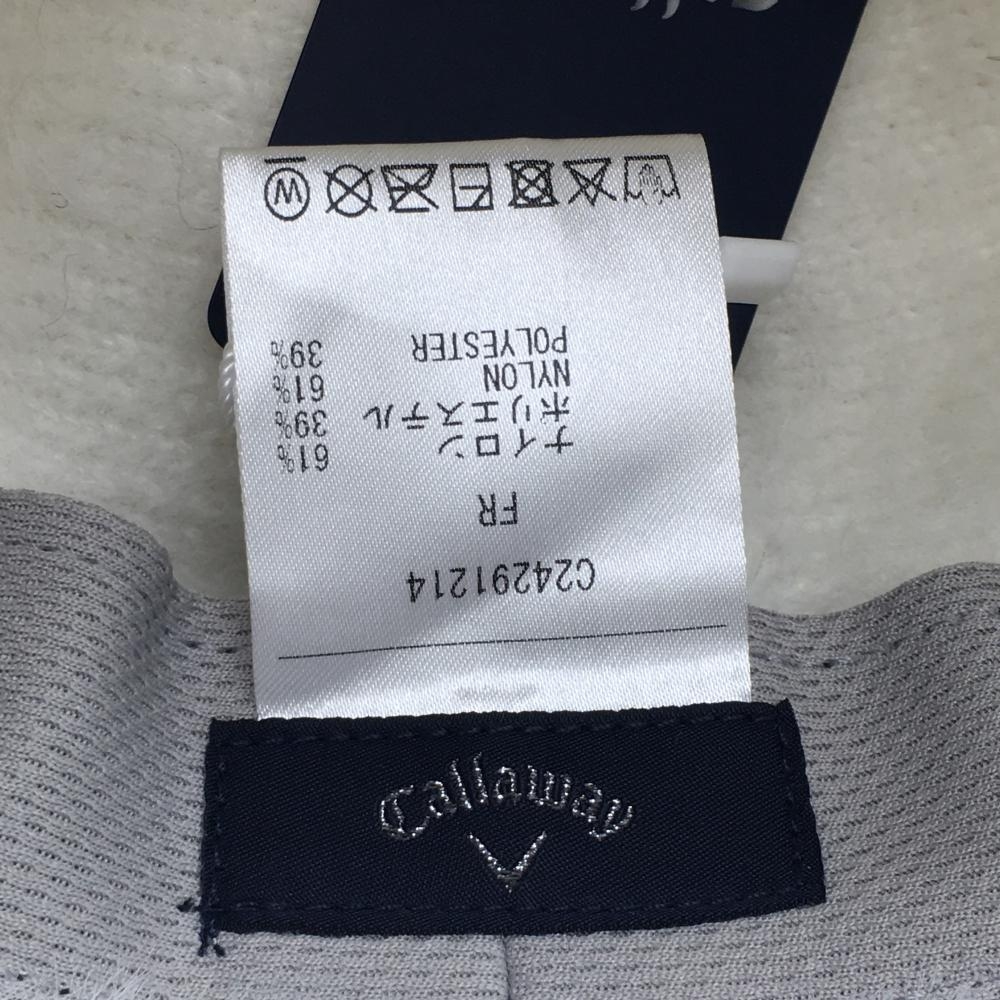 C24291214
FR
ナイロン 61%
ポリエステル 39%
NYLON 61%
POLYESTER 39%
W
Callaway